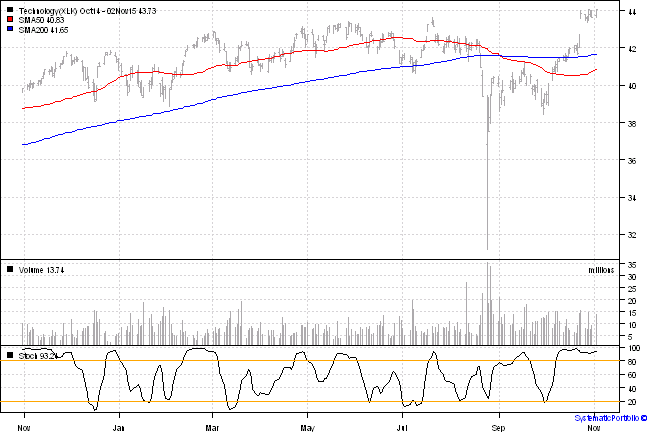 Technology(XLK) Oct14 - 02Nov15 43.73
SMA50 40.83
SMA200 41.65
44
42
40
38
36
34
32
Volume 13.74
millions
35
30
25
20
15
10
5
Stoch 93.24
100
80
60
40
20
Nov Jan Mar May Jul Sep Nov
SystematicPortfolio ©